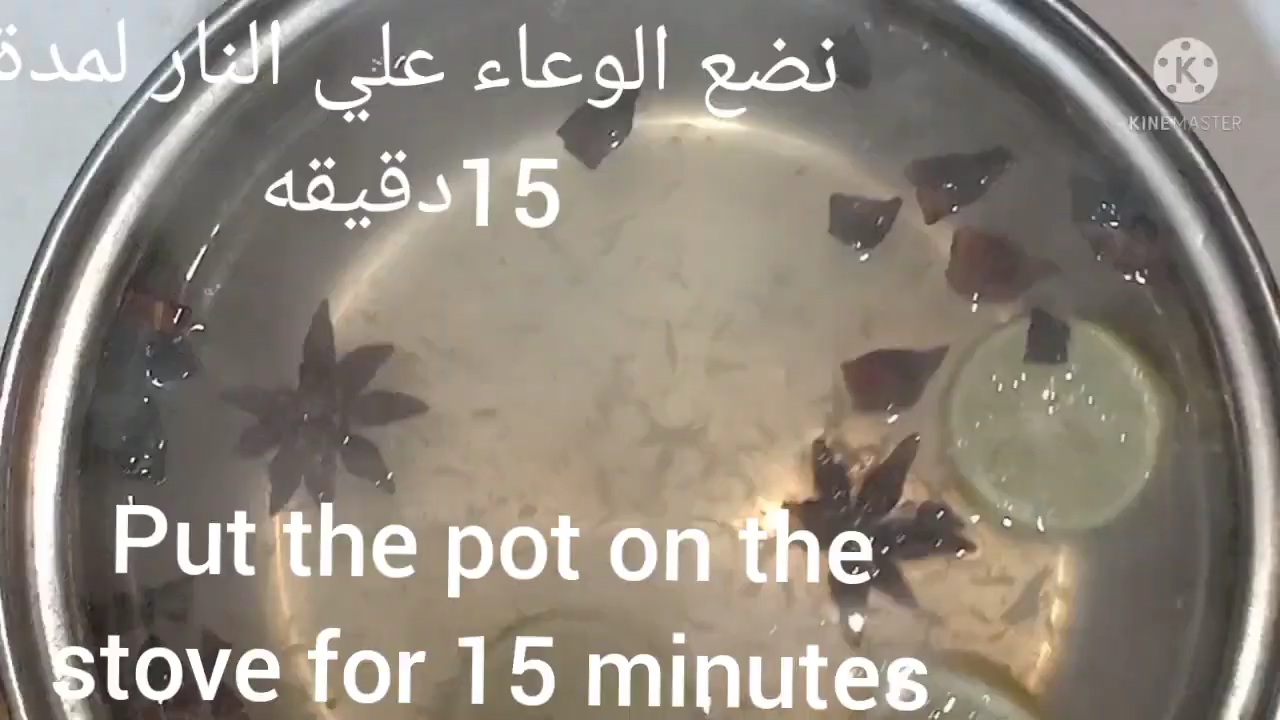 نضع الوعاء علي النار لمدة
15دقيقه
Put the pot on the
stove for 15 minutes
K
KINEMASTER